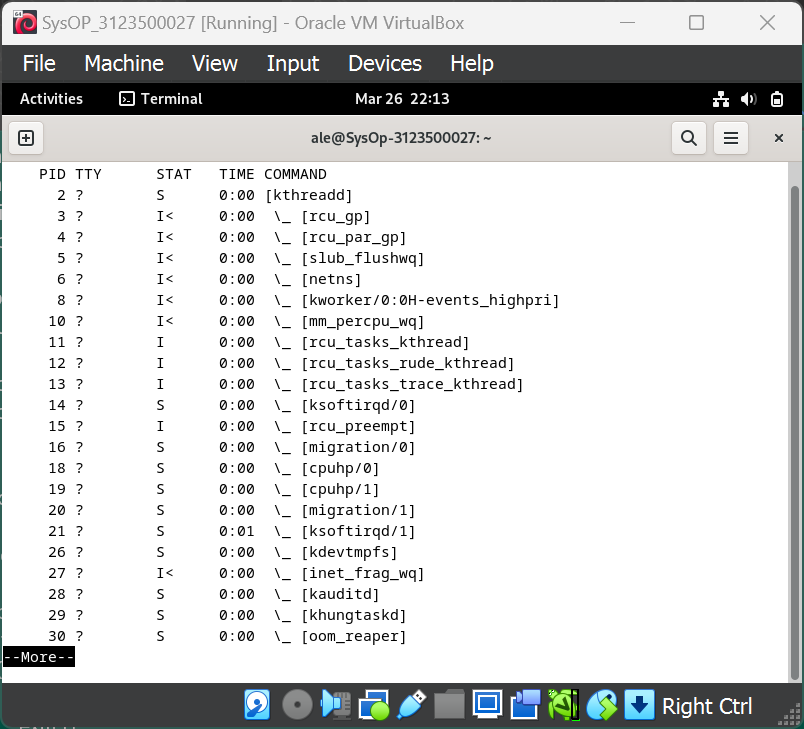 SysOP_3123500027 [Running] - Oracle VM VirtualBox
File Machine View Input Devices Help
Activities Terminal Mar 26 22:13
ale@SysOp-3123500027: ~
PID TTY STAT TIME COMMAND
2 ? S 0:00 [kthreadd]
3 ? I< 0:00 \_ [rcu_gp]
4 ? I< 0:00 \_ [rcu_par_gp]
5 ? I< 0:00 \_ [slub_flushwq]
6 ? I< 0:00 \_ [netns]
8 ? I< 0:00 \_ [kworker/0:0H-events_highpri]
10 ? I< 0:00 \_ [mm_percpu_wq]
11 ? I 0:00 \_ [rcu_tasks_kthread]
12 ? I 0:00 \_ [rcu_tasks_rude_kthread]
13 ? I 0:00 \_ [rcu_tasks_trace_kthread]
14 ? S 0:00 \_ [ksoftirqd/0]
15 ? I 0:00 \_ [rcu_preempt]
16 ? S 0:00 \_ [migration/0]
18 ? S 0:00 \_ [cpuhp/0]
19 ? S 0:00 \_ [cpuhp/1]
20 ? S 0:00 \_ [migration/1]
21 ? S 0:01 \_ [ksoftirqd/1]
26 ? S 0:00 \_ [kdevtmpfs]
27 ? I< 0:00 \_ [inet_frag_wq]
28 ? S 0:00 \_ [kauditd]
29 ? S 0:00 \_ [khungtaskd]
30 ? S 0:00 \_ [oom_reaper]
--More--
Right Ctrl